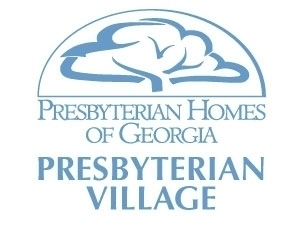 PRESBYTERIAN HOMES
OF GEORGIA
PRESBYTERIAN
VILLAGE